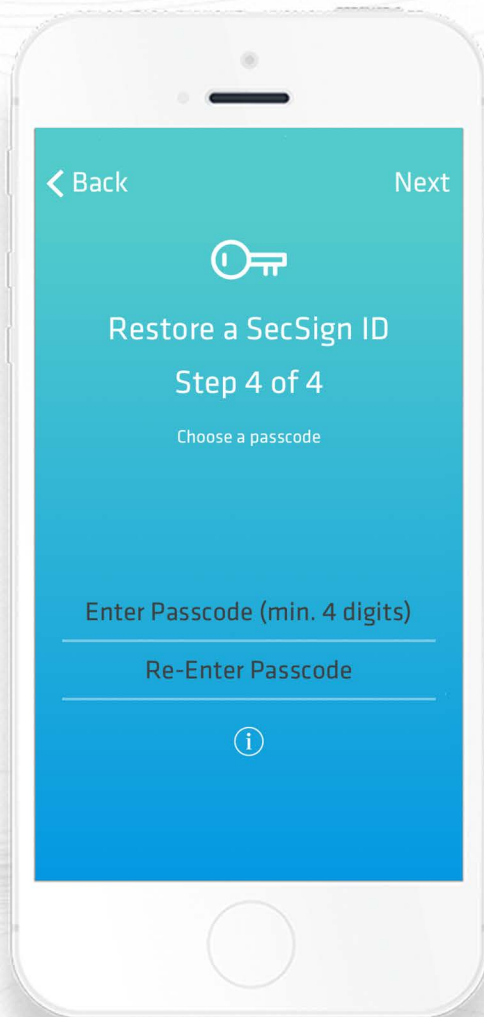 Back
Next
Restore a SecSign ID
Step 4 of 4
Choose a passcode
Enter Passcode (min. 4 digits)
Re-Enter Passcode
i